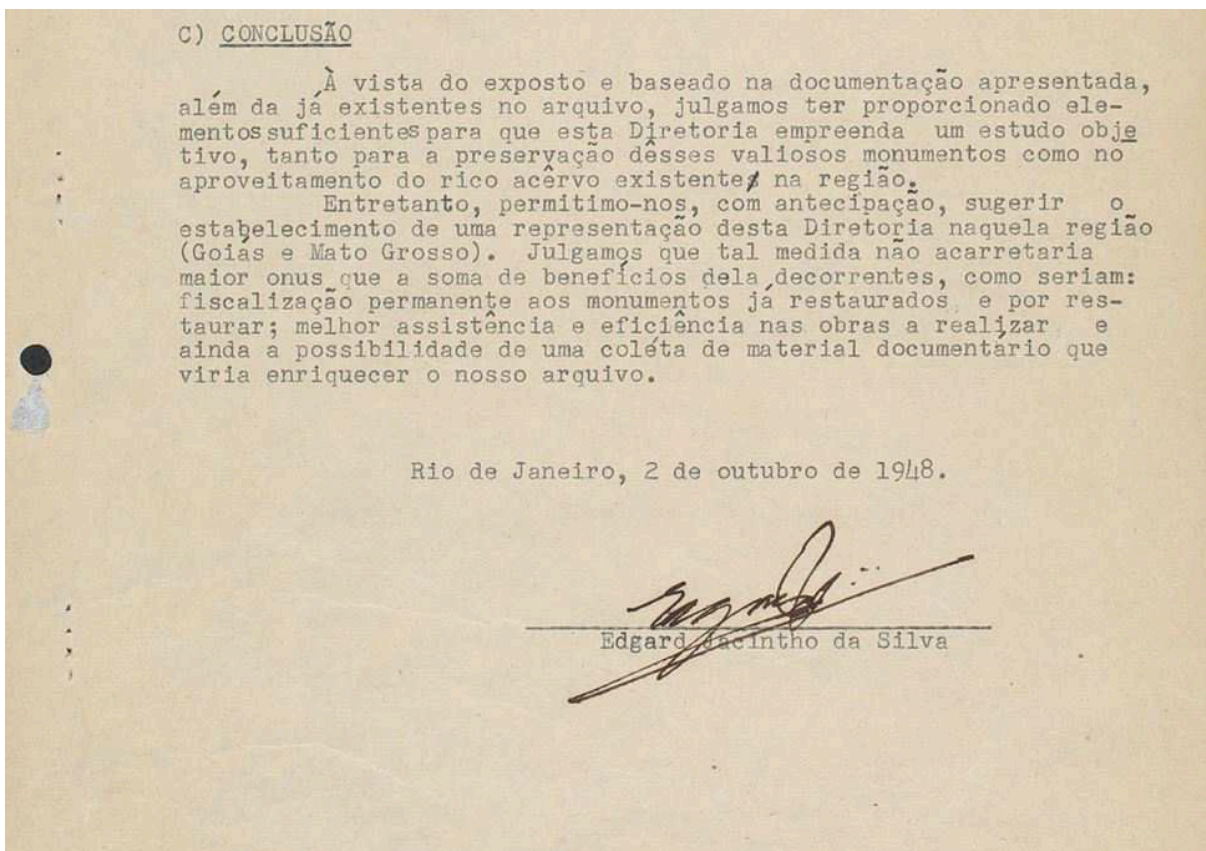 C) CONCLUSÃO
À vista do exposto e baseado na documentação apresentada,
além da já existentes no arquivo, julgamos ter proporcionado ele-
mentos suficientes para que esta Diretoria empreenda um estudo obje
tivo, tanto para a preservação dêsses valiosos monumentos como no
aproveitamento do rico acêrvo existente na região.
Entretanto, permitimo-nos, com antecipação, sugerir o
estabelecimento de uma representação desta Diretoria naquela região
(Goiás e Mato Grosso). Julgamos que tal medida não acarretaria
maior onus que a soma de benefícios dela decorrentes, como seriam:
fiscalização permanente aos monumentos já restaurados e por res-
taurar; melhor assistência e eficiência nas obras a realizar e
ainda a possibilidade de uma coléta de material documentário que
viria enriquecer o nosso arquivo.
Rio de Janeiro, 2 de outubro de 1948.
Edgard Jacintho da Silva